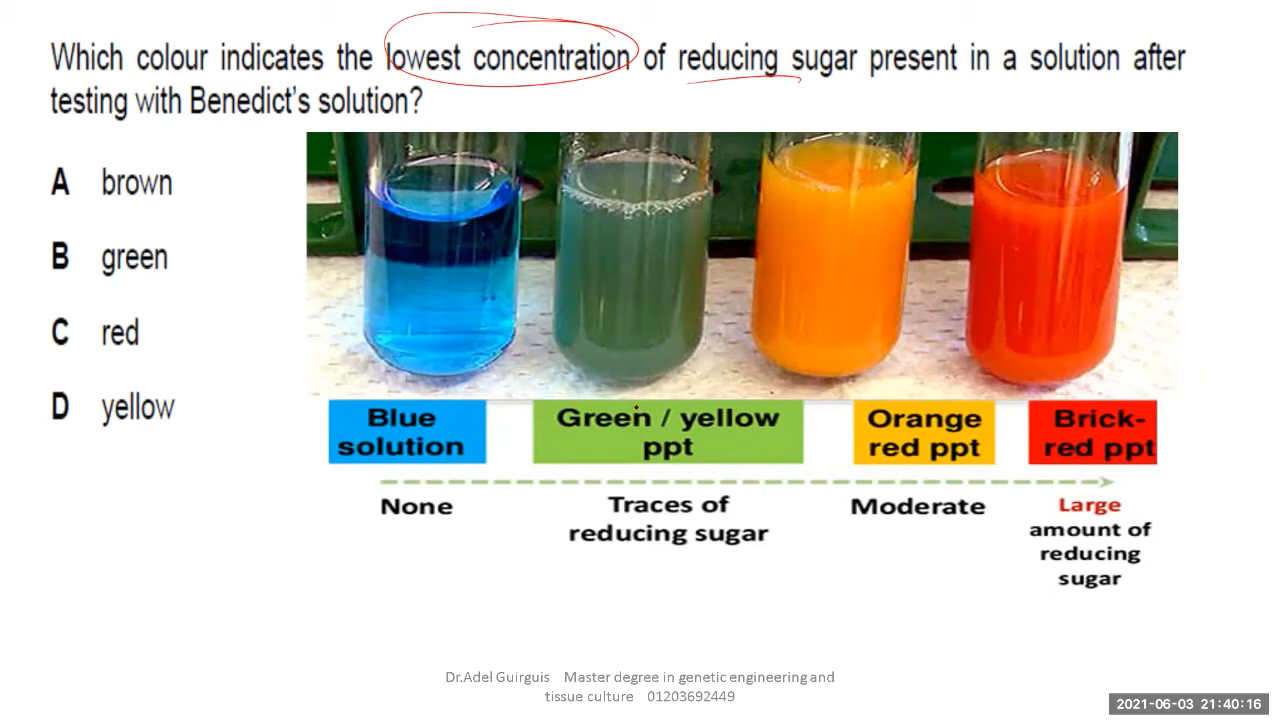 Which colour indicates the lowest concentration of reducing sugar present in a solution after
testing with Benedict's solution?
A brown
B green
C red
D yellow
Blue
solution
Green / yellow
ppt
Orange
red ppt
Brick-
red ppt
None
Traces of
reducing sugar
Moderate
Large
amount of
reducing
sugar
Dr.Adel Guirguis Master degree in genetic engineering and
tissue culture 01203692449
2021-06-03 21:40:16